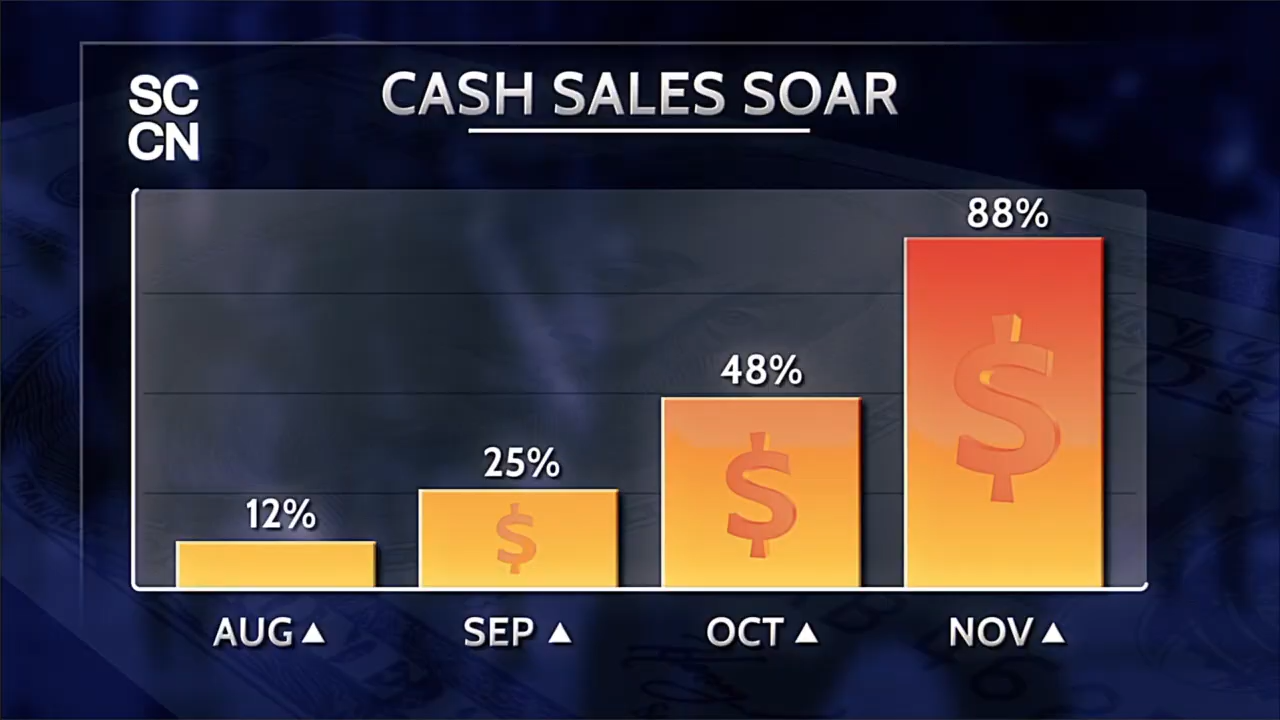 SC
CN
CASH SALES SOAR
88%
48%
25%
12%
AUG▲
SEP ▲
OCT ▲
NOV▲